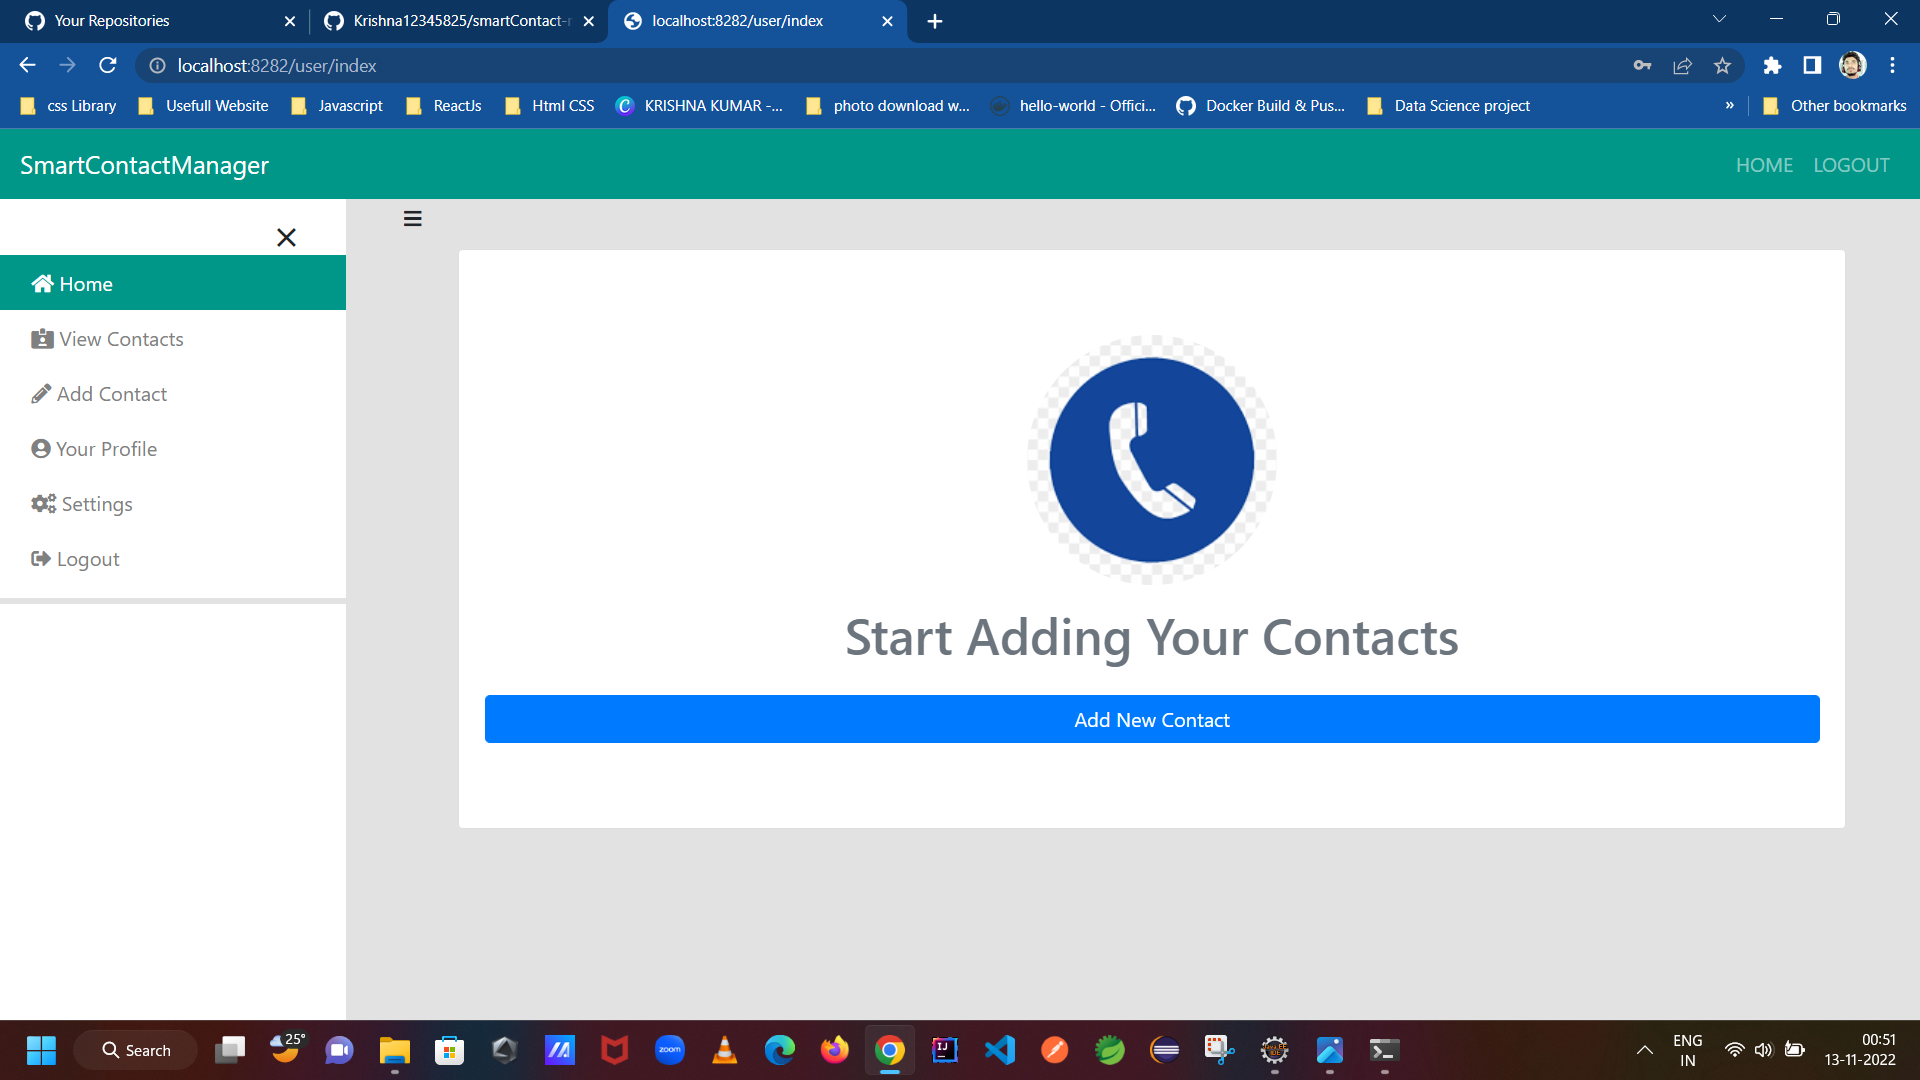 Your Repositories
Krishna12345825/smartContact-
localhost:8282/user/index
localhost:8282/user/index
css Library
Usefull Website
Javascript
ReactJs
Html CSS
KRISHNA KUMAR -...
photo download w...
hello-world - Offici...
Docker Build & Pus...
Data Science project
»
Other bookmarks
SmartContactManager
HOME
LOGOUT
Home
View Contacts
Add Contact
Your Profile
Settings
Logout
Start Adding Your Contacts
Add New Contact
Search
25°
zoom
IJ
ENG
IN
00:51
13-11-2022